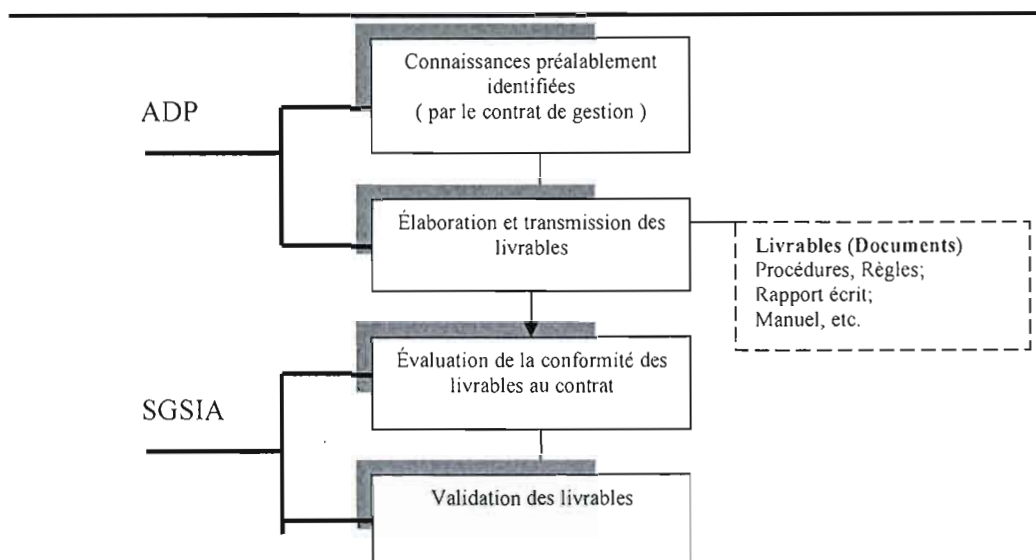 Connaissances préalablement
identifiées
( par le contrat de gestion )
ADP
Élaboration et transmission des
livrables
Livrables (Documents)
Procédures, Règles;
Rapport écrit;
Manuel, etc.
Évaluation de la conformité des
livrables au contrat
SGSIA
Validation des livrables